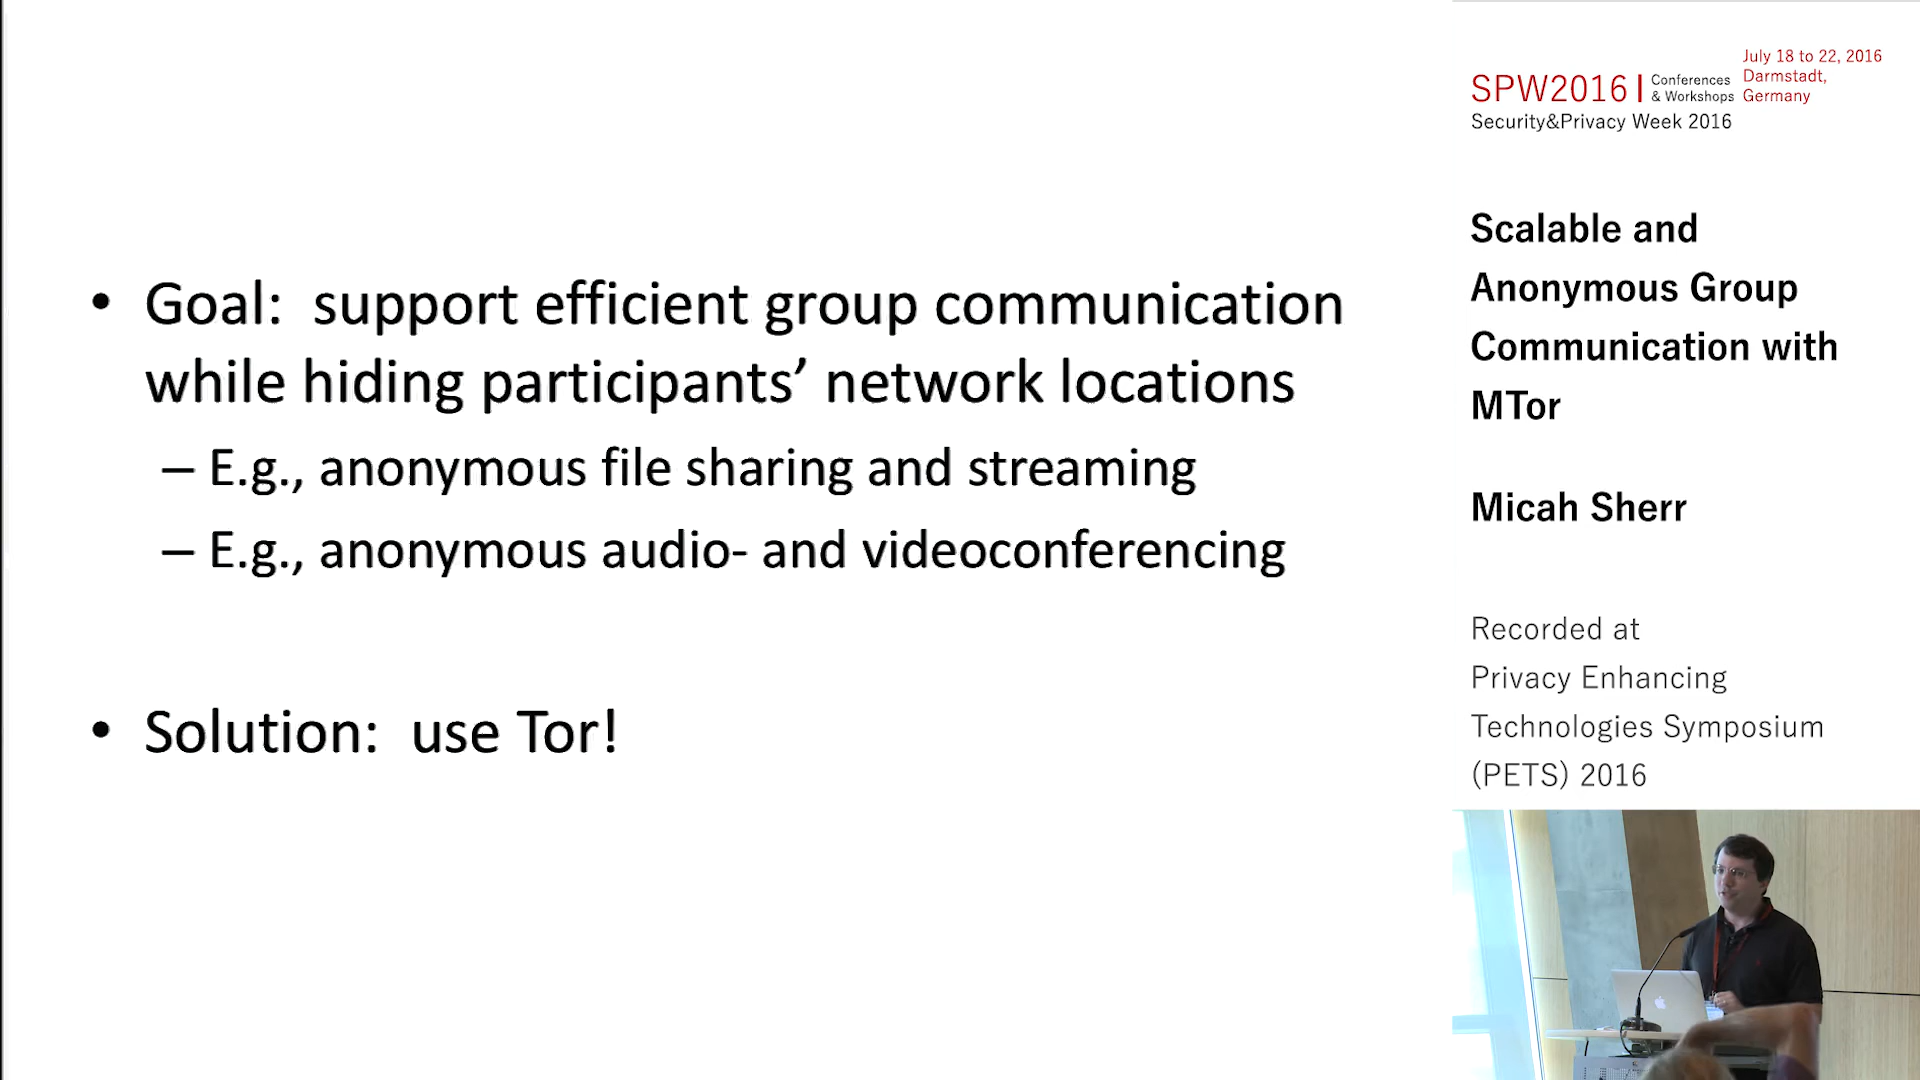 • Goal:  support efficient group communication
while hiding participants’ network locations
– E.g., anonymous file sharing and streaming
– E.g., anonymous audio- and videoconferencing
• Solution:  use Tor!
SPW2016 | Conferences & Workshops
Security&Privacy Week 2016
July 18 to 22, 2016
Darmstadt,
Germany
Scalable and
Anonymous Group
Communication with
MTor
Micah Sherr
Recorded at
Privacy Enhancing
Technologies Symposium
(PETS) 2016